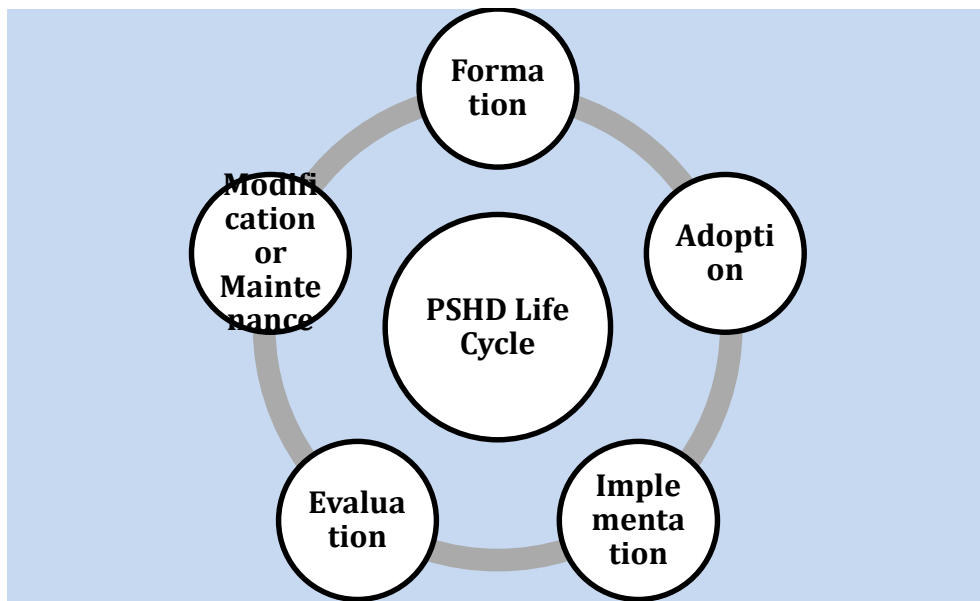 Forma
tion
Modifi
cation
or
Mainte
nance
Adopti
on
PSHD Life
Cycle
Evalua
tion
Imple
menta
tion